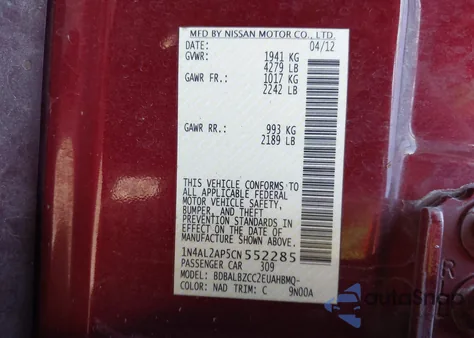 MFD BY NISSAN MOTOR CO., LTD.
DATE: 04/12
GVWR: 1941 KG
4279 LB
GAWR FR.: 1017 KG
2242 LB
GAWR RR.: 993 KG
2189 LB
THIS VEHICLE CONFORMS TO
ALL APPLICABLE FEDERAL
MOTOR VEHICLE SAFETY,
BUMPER, AND THEFT
PREVENTION STANDARDS IN
EFFECT ON THE DATE OF
MANUFACTURE SHOWN ABOVE.
1N4AL2AP5CN552285
PASSENGER CAR 309
MODEL: BDBALBZCC2EUAHBMQ-
COLOR: NAD TRIM: C 9N00A
AutoSnap